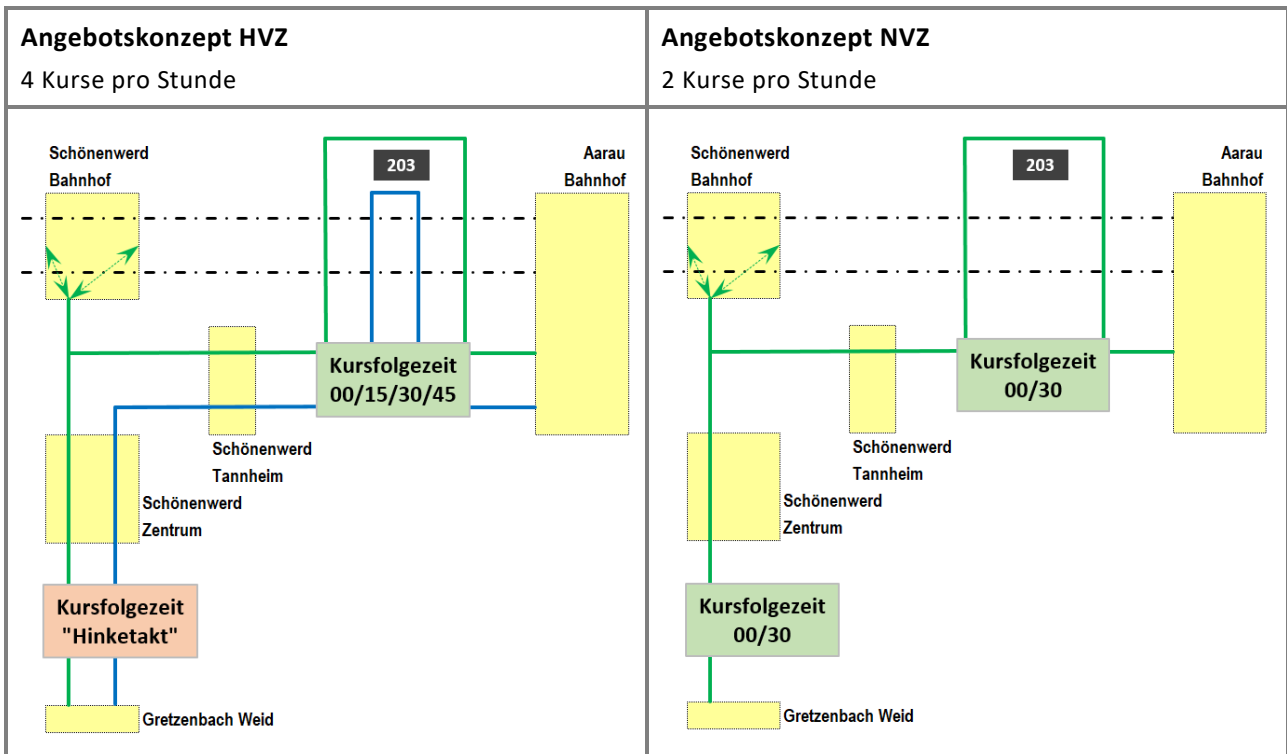 Angebotskonzept HVZ
4 Kurse pro Stunde
Angebotskonzept NVZ
2 Kurse pro Stunde
Schönenwerd
Bahnhof
203
Aarau
Bahnhof
Kursfolgezeit
00/15/30/45
Schönenwerd
Tannheim
Schönenwerd
Zentrum
Kursfolgezeit
"Hinketakt"
Gretzenbach Weid
Schönenwerd
Bahnhof
203
Aarau
Bahnhof
Kursfolgezeit
00/30
Schönenwerd
Tannheim
Schönenwerd
Zentrum
Kursfolgezeit
00/30
Gretzenbach Weid